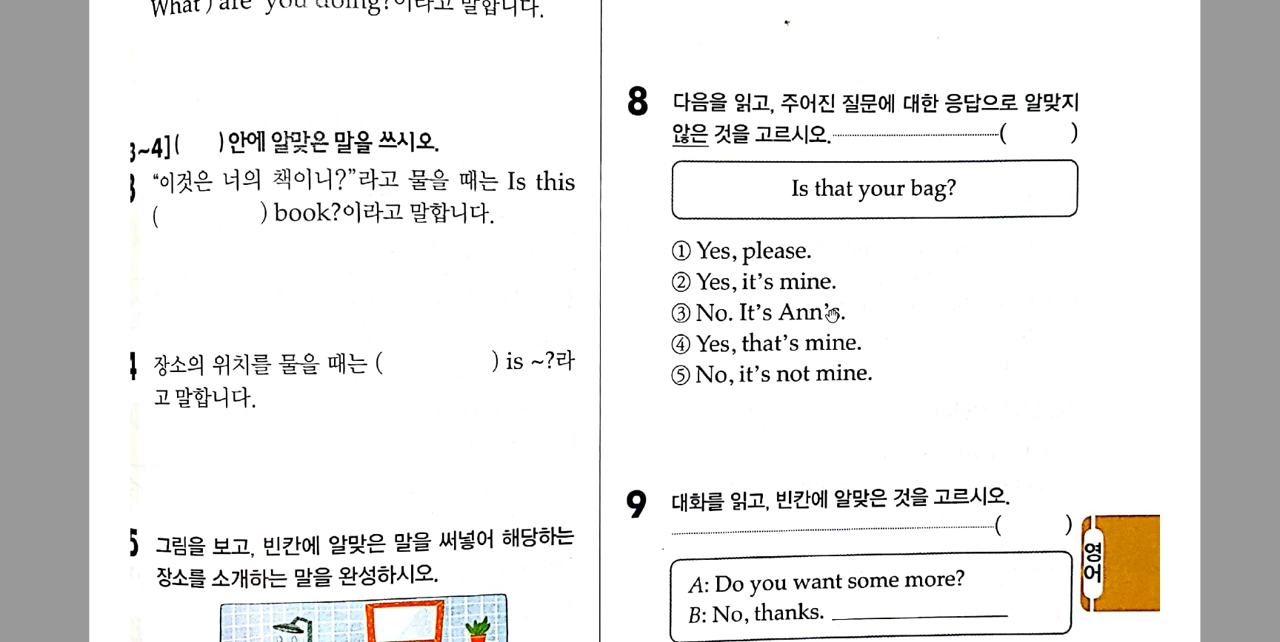 What ) are you doing?이라고 말합니다.
3~4] (    ) 안에 알맞은 말을 쓰시오.
3 "이것은 너의 책이니?"라고 물을 때는 Is this
(    ) book?이라고 말합니다.
4 장소의 위치를 물을 때는 (    ) is ~?라
고 말합니다.
5 그림을 보고, 빈칸에 알맞은 말을 써넣어 해당하는
장소를 소개하는 말을 완성하시오.
8 다음을 읽고, 주어진 질문에 대한 응답으로 알맞지
않은 것을 고르시오. (    )
Is that your bag?
① Yes, please.
② Yes, it's mine.
③ No. It's Ann's.
④ Yes, that's mine.
⑤ No, it's not mine.
9 대화를 읽고, 빈칸에 알맞은 것을 고르시오.
(    )
A: Do you want some more?
B: No, thanks. ____________
영어